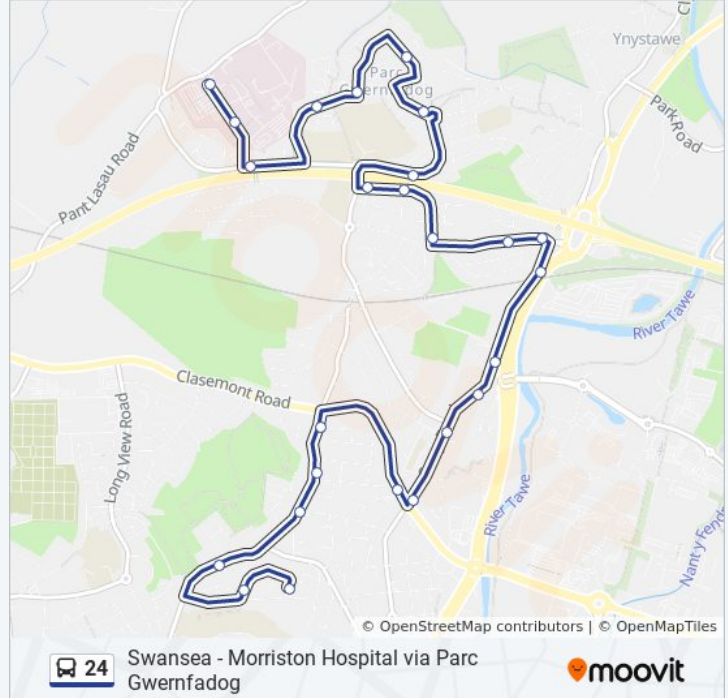 Ynystawe
Park Road
Parc
Gwernfadog
Pant Lasau Road
River Tawe
Clasemont Road
Long View Road
River Tawe
Nant y Fend
© OpenStreetMap contributors | © OpenMapTiles
24
Swansea - Morriston Hospital via Parc
Gwernfadog
moovit